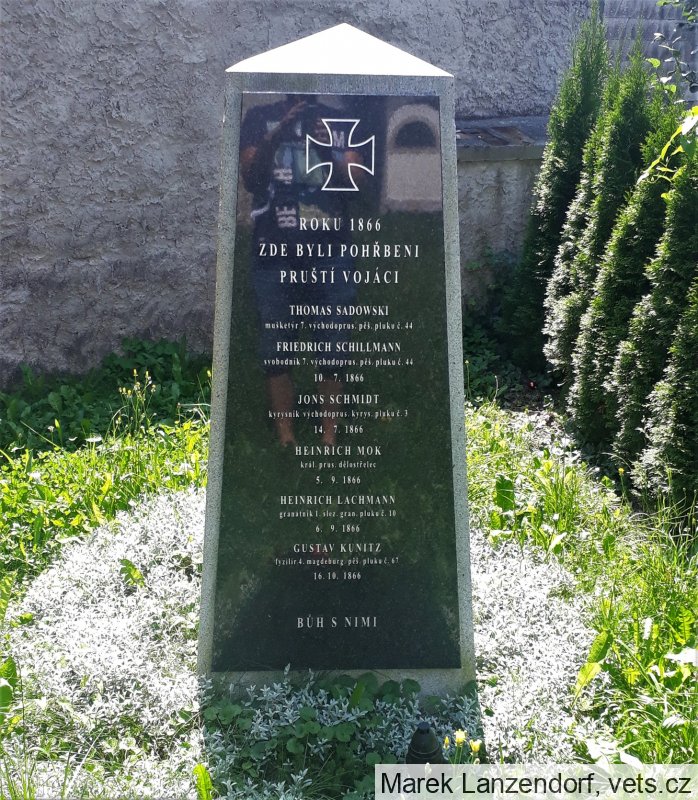 ROKU 1866
ZDE BYLI POHŘBENI
PRUŠTÍ VOJÁCI
THOMAS SADOWSKI
mušketýr 7. východoprus. pěš. pluku č. 44
FRIEDRICH SCHILLMANN
svobodník 7. východoprus. pěš. pluku č. 44
10. 7. 1866
JONS SCHMIDT
kyrysník východoprus. kyrys. pluku č. 3
14. 7. 1866
HEINRICH MOK
král. prus. dělostřelec
5. 9. 1866
HEINRICH LACHMANN
granátník 1. slez. gran. pluku č. 10
6. 9. 1866
GUSTAV KUNITZ
fyzilír 4. magdeburg. pěš. pluku č. 67
16. 10. 1866
BŮH S NIMI
Marek Lanzendorf, vets.cz